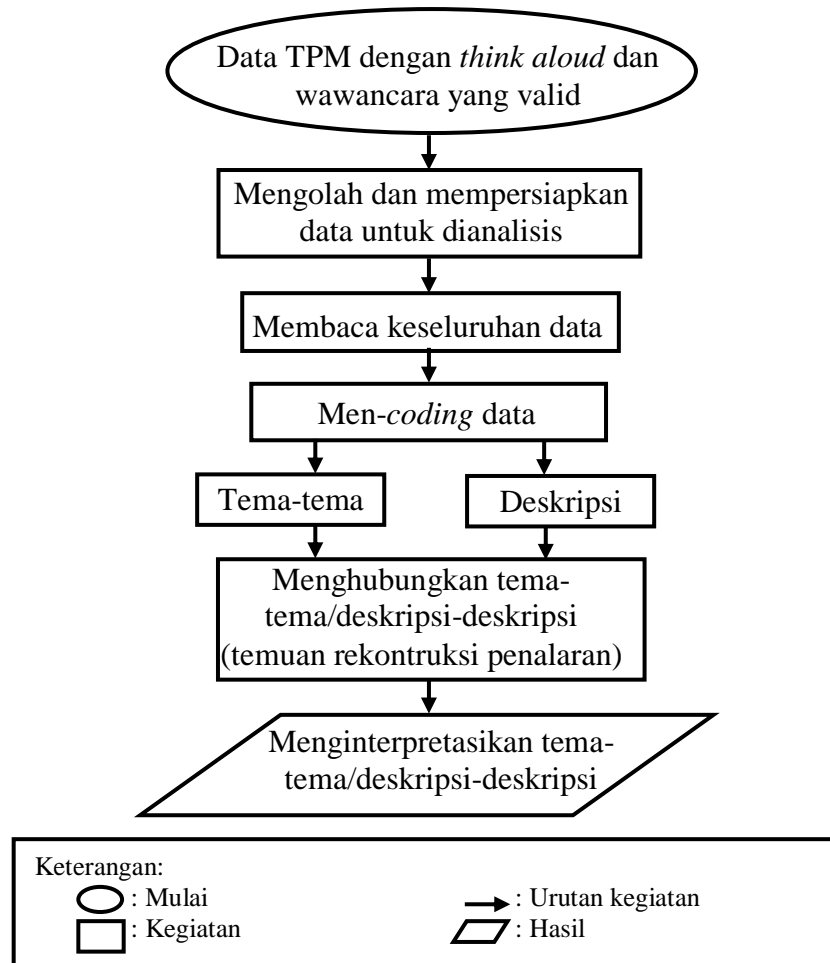 Data TPM dengan think aloud dan
wawancara yang valid
Mengolah dan mempersiapkan
data untuk dianalisis
Membaca keseluruhan data
Men-coding data
Tema-tema
Deskripsi
Menghubungkan tema-
tema/deskripsi-deskripsi
(temuan rekontruksi penalaran)
Menginterpretasikan tema-
tema/deskripsi-deskripsi
Keterangan:
: Mulai
: Urutan kegiatan
: Kegiatan
: Hasil